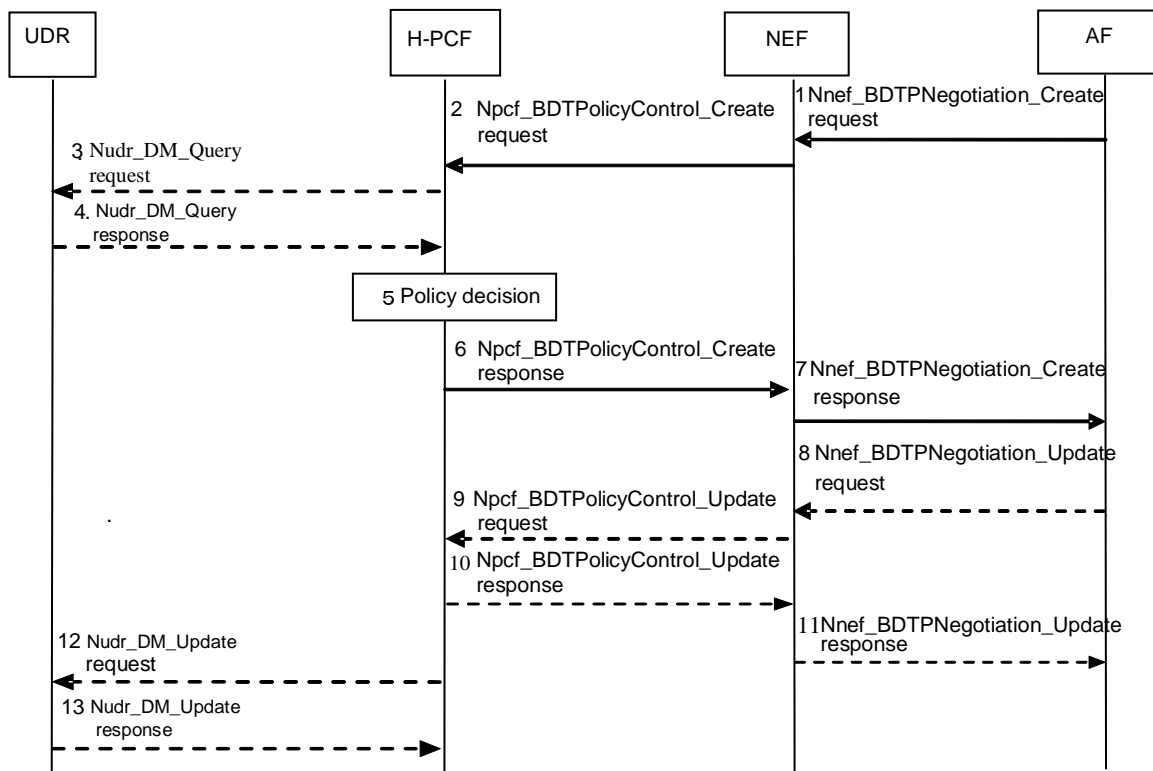 UDR
H-PCF
NEF
AF
1 Nnef_BDTPNegotiation_Create
request
2 Npcf_BDTPolicyControl_Create
request
3. Nudr_DM_Query
request
4. Nudr_DM_Query
response
5 Policy decision
6 Npcf_BDTPolicyControl_Create
response
7 Nnef_BDTPNegotiation_Create
response
8 Nnef_BDTPNegotiation_Update
request
9 Npcf_BDTPolicyControl_Update
request
.
10 Npcf_BDTPolicyControl_Update
response
11Nnef_BDTPNegotiation_Update
response
12 Nudr_DM_Update
request
13 Nudr_DM_Update
response